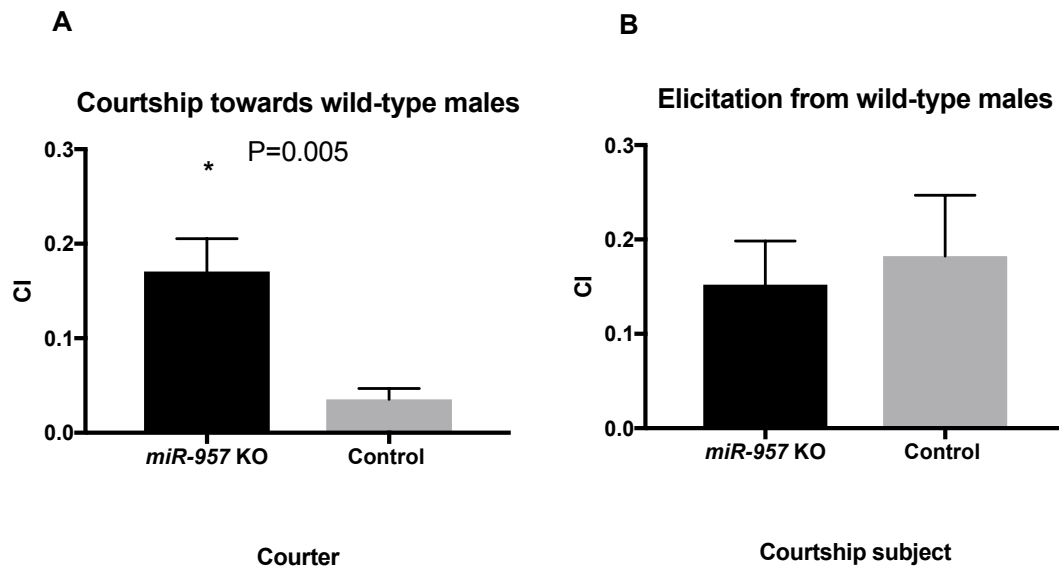 A
Courtship towards wild-type males
P=0.005
*
0.3
0.2
0.1
0.0
CI
miR-957 KO
Control
Courter
B
Elicitation from wild-type males
0.3
0.2
0.1
0.0
CI
miR-957 KO
Control
Courtship subject